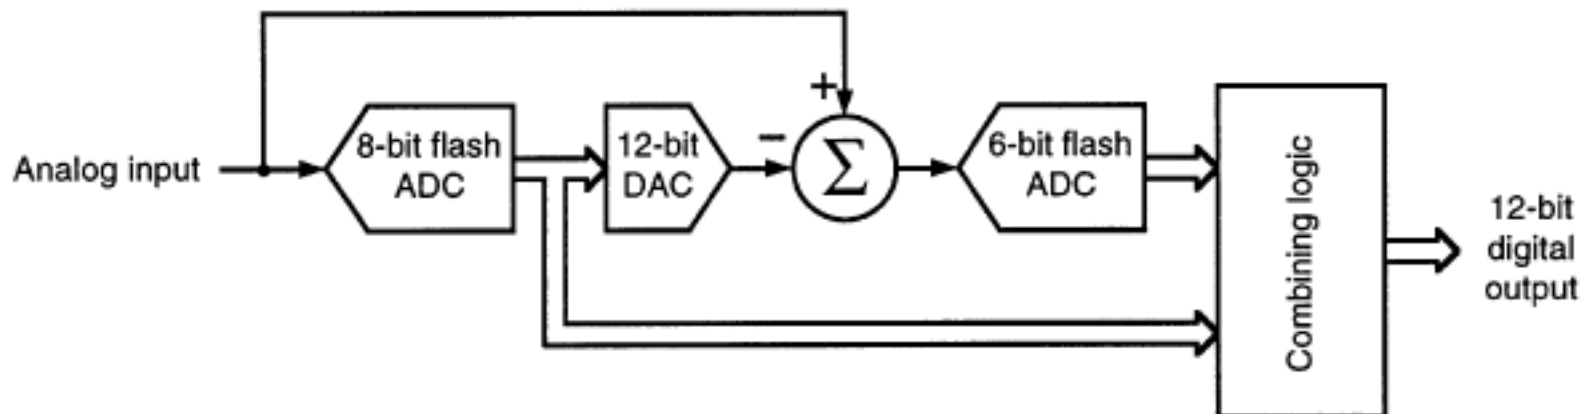 Analog input
8-bit flash
ADC
12-bit
DAC
−
+
Σ
6-bit flash
ADC
Combining logic
12-bit
digital
output